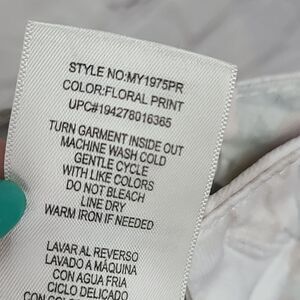 STYLE NO:MY1975PR
COLOR:FLORAL PRINT
UPC#194278016365
TURN GARMENT INSIDE OUT
MACHINE WASH COLD
GENTLE CYCLE
WITH LIKE COLORS
DO NOT BLEACH
LINE DRY
WARM IRON IF NEEDED
LAVAR AL REVERSO
LAVADO A MÁQUINA
CON AGUA FRIA
CICLO DELICADO